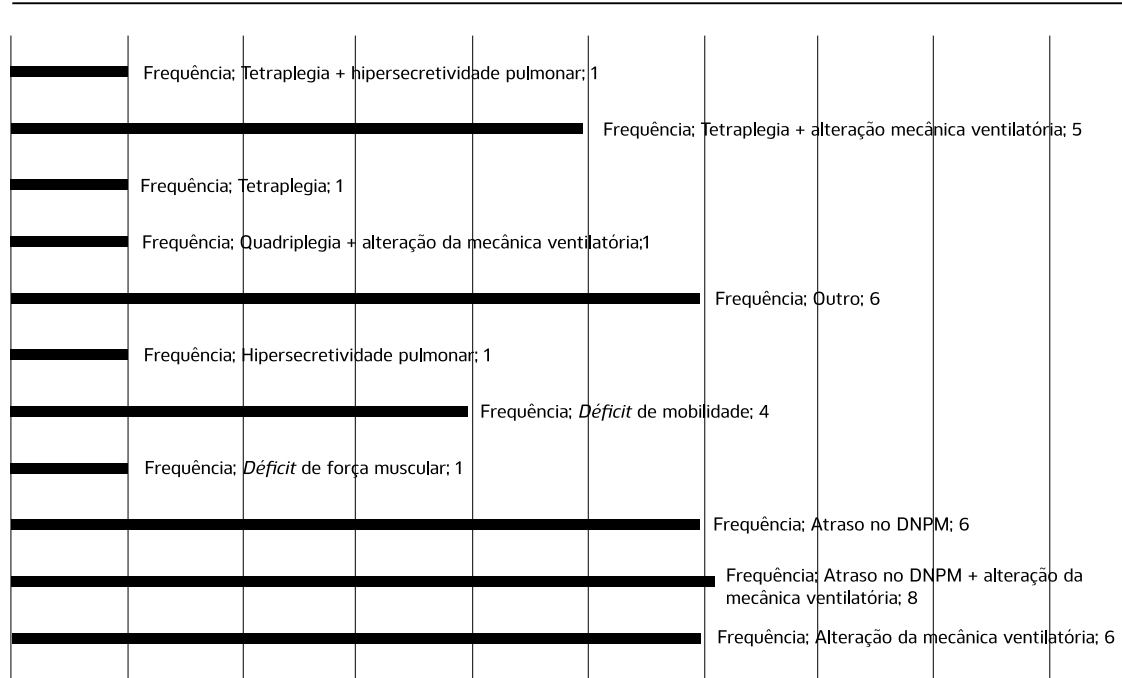 Frequência; Tetraplegia + hipersecretividade pulmonar; 1
Frequência; Tetraplegia + alteração mecânica ventilatória; 5
Frequência; Tetraplegia; 1
Frequência; Quadriplegia + alteração da mecânica ventilatória;1
Frequência; Outro; 6
Frequência; Hipersecretividade pulmonar; 1
Frequência; Déficit de mobilidade; 4
Frequência; Déficit de força muscular; 1
Frequência; Atraso no DNPM; 6
Frequência; Atraso no DNPM + alteração da
mecânica ventilatória; 8
Frequência; Alteração da mecânica ventilatória; 6